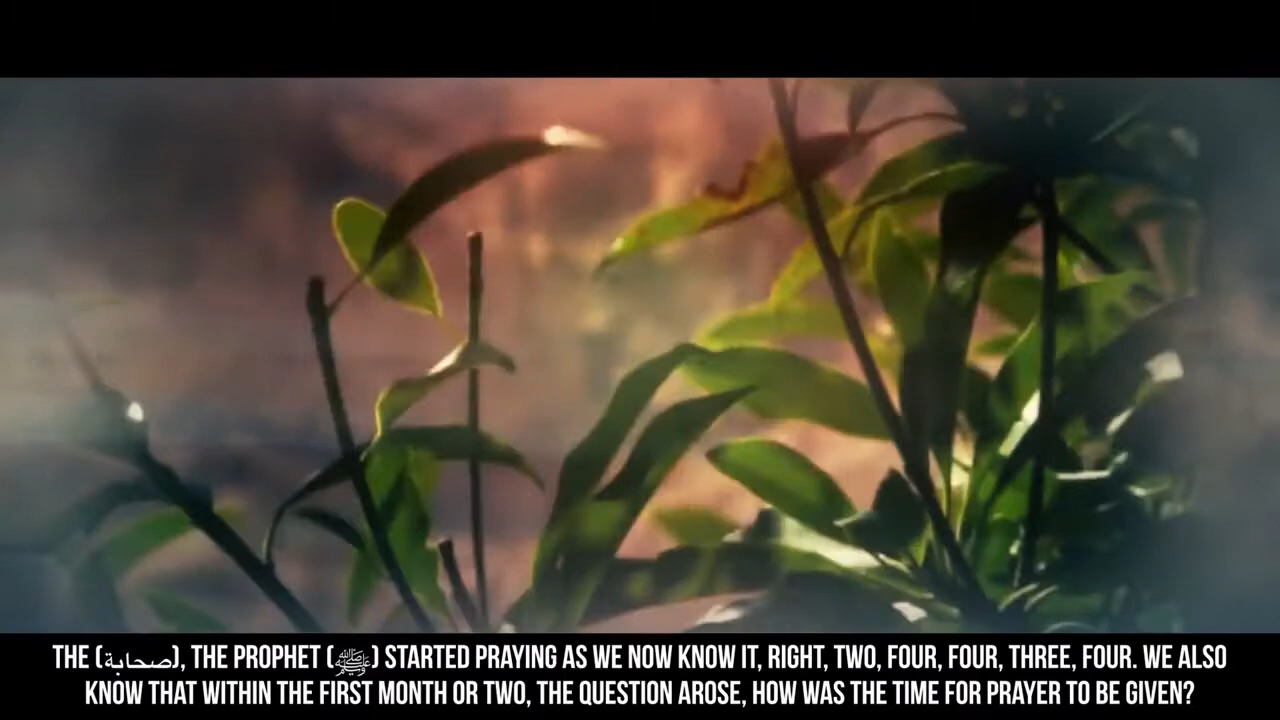 THE (صحابة), THE PROPHET (ﷺ) STARTED PRAYING AS WE NOW KNOW IT, RIGHT, TWO, FOUR, FOUR, THREE, FOUR. WE ALSO
KNOW THAT WITHIN THE FIRST MONTH OR TWO, THE QUESTION AROSE, HOW WAS THE TIME FOR PRAYER TO BE GIVEN?